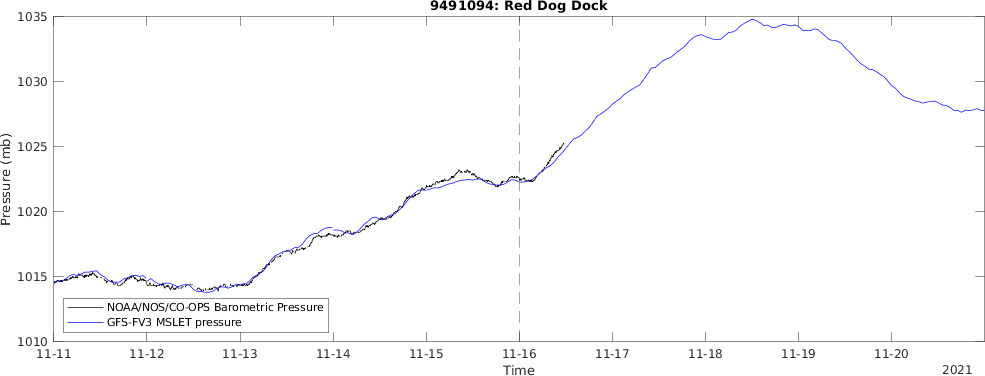 9491094: Red Dog Dock
Pressure (mb)
1035
1030
1025
1020
1015
1010
NOAA/NOS/CO-OPS Barometric Pressure
GFS-FV3 MSLET pressure
11-11 11-12 11-13 11-14 11-15 11-16 11-17 11-18 11-19 11-20
Time
2021